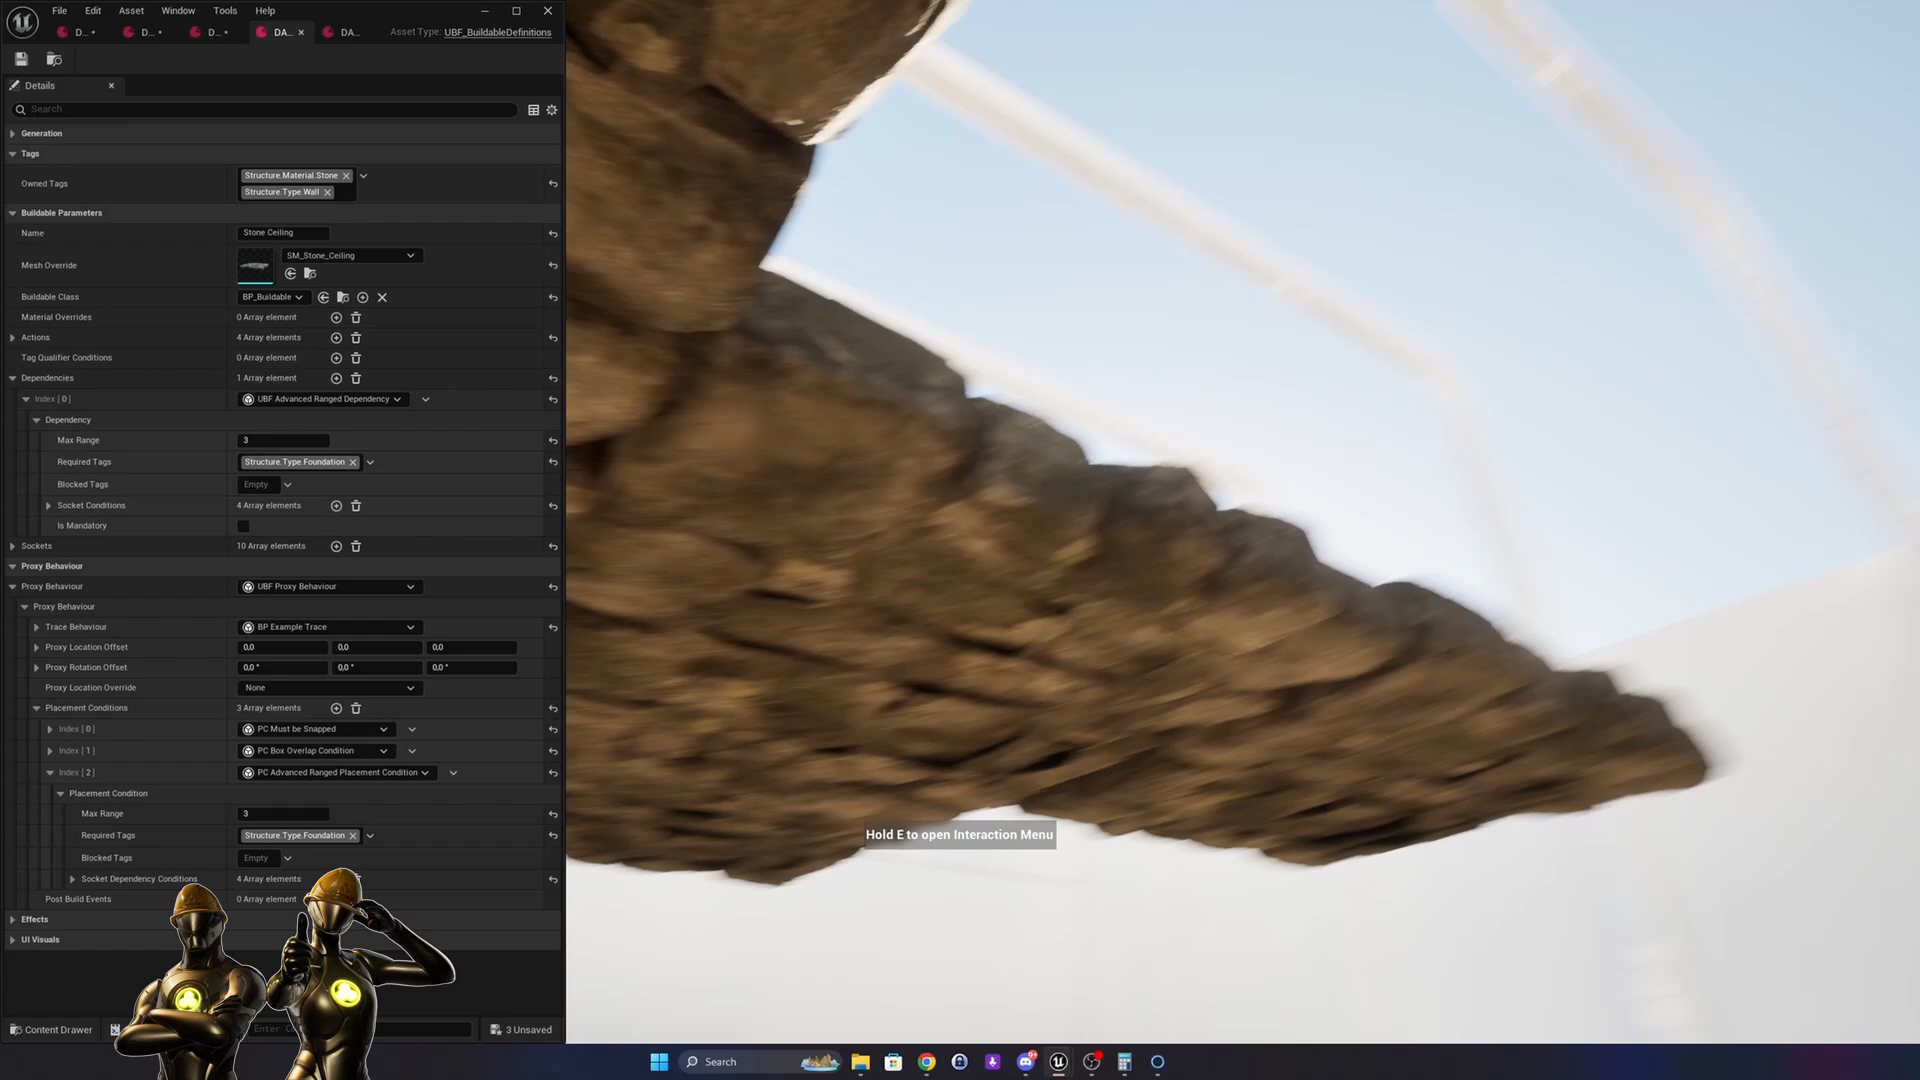 File Edit Asset Window Tools Help
D... • D... • D... • DA... × DA... Asset Type: UBF_BuildableDefinitions
Details ×
Search
Generation
Tags
Owned Tags
Structure.Material.Stone ×
Structure.Type.Wall ×
Buildable Parameters
Name Stone Ceiling
Mesh Override SM_Stone_Ceiling
Buildable Class BP_Buildable
Material Overrides 0 Array element
Actions 4 Array elements
Tag Qualifier Conditions 0 Array element
Dependencies 1 Array element
Index [ 0 ] UBF Advanced Ranged Dependency
Dependency
Max Range 3
Required Tags Structure.Type.Foundation ×
Blocked Tags Empty
Socket Conditions 4 Array elements
Is Mandatory
Sockets 10 Array elements
Proxy Behaviour
Proxy Behaviour UBF Proxy Behaviour
Proxy Behaviour
Trace Behaviour BP Example Trace
Proxy Location Offset 0,0 0,0 0,0
Proxy Rotation Offset 0,0 ° 0,0 ° 0,0 °
Proxy Location Override None
Placement Conditions 3 Array elements
Index [ 0 ] PC Must be Snapped
Index [ 1 ] PC Box Overlap Condition
Index [ 2 ] PC Advanced Ranged Placement Condition
Placement Condition
Max Range 3
Required Tags Structure.Type.Foundation ×
Blocked Tags Empty
Socket Dependency Conditions 4 Array elements
Post Build Events 0 Array element
Effects
UI Visuals
Hold E to open Interaction Menu
Content Drawer Enter 3 Unsaved
Search